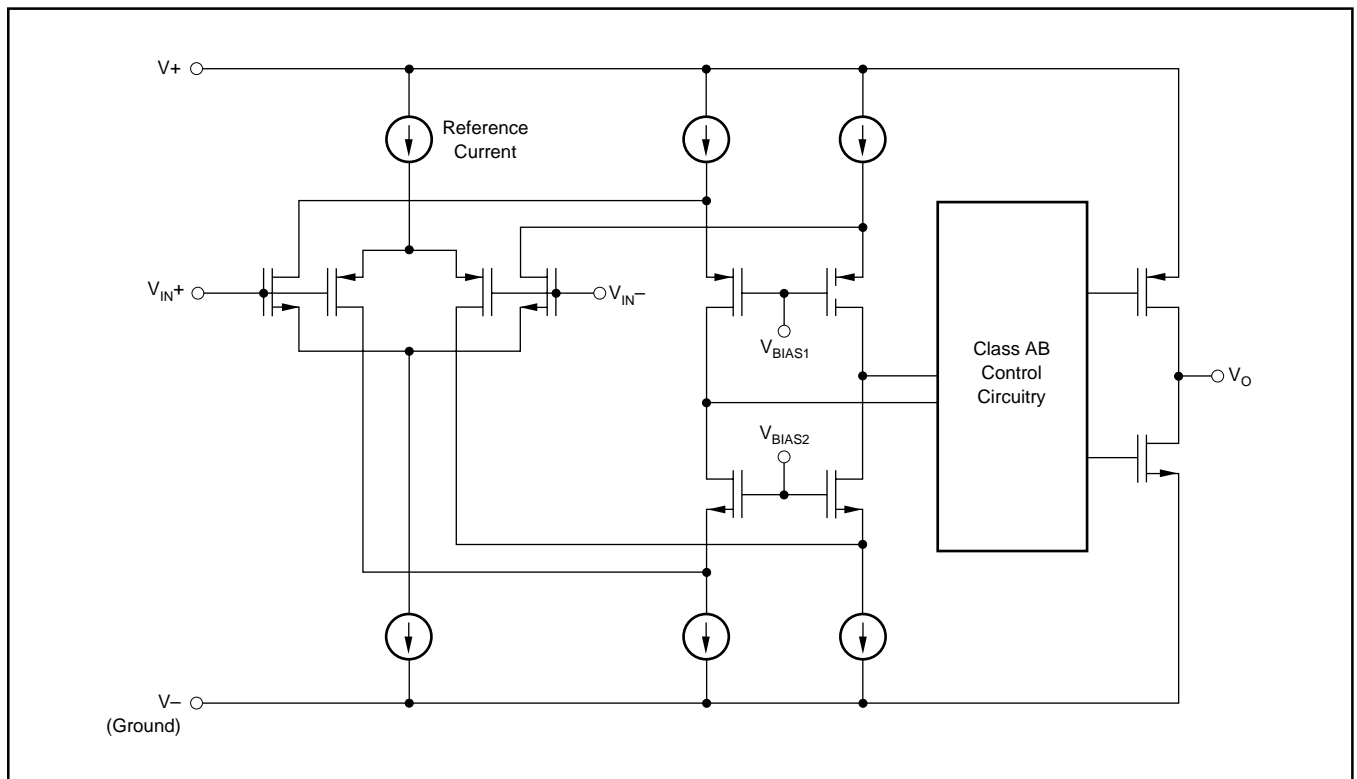 V+
Reference
Current
V_IN+
V_IN–
V_BIAS1
Class AB
Control
Circuitry
V_O
V_BIAS2
V–
(Ground)